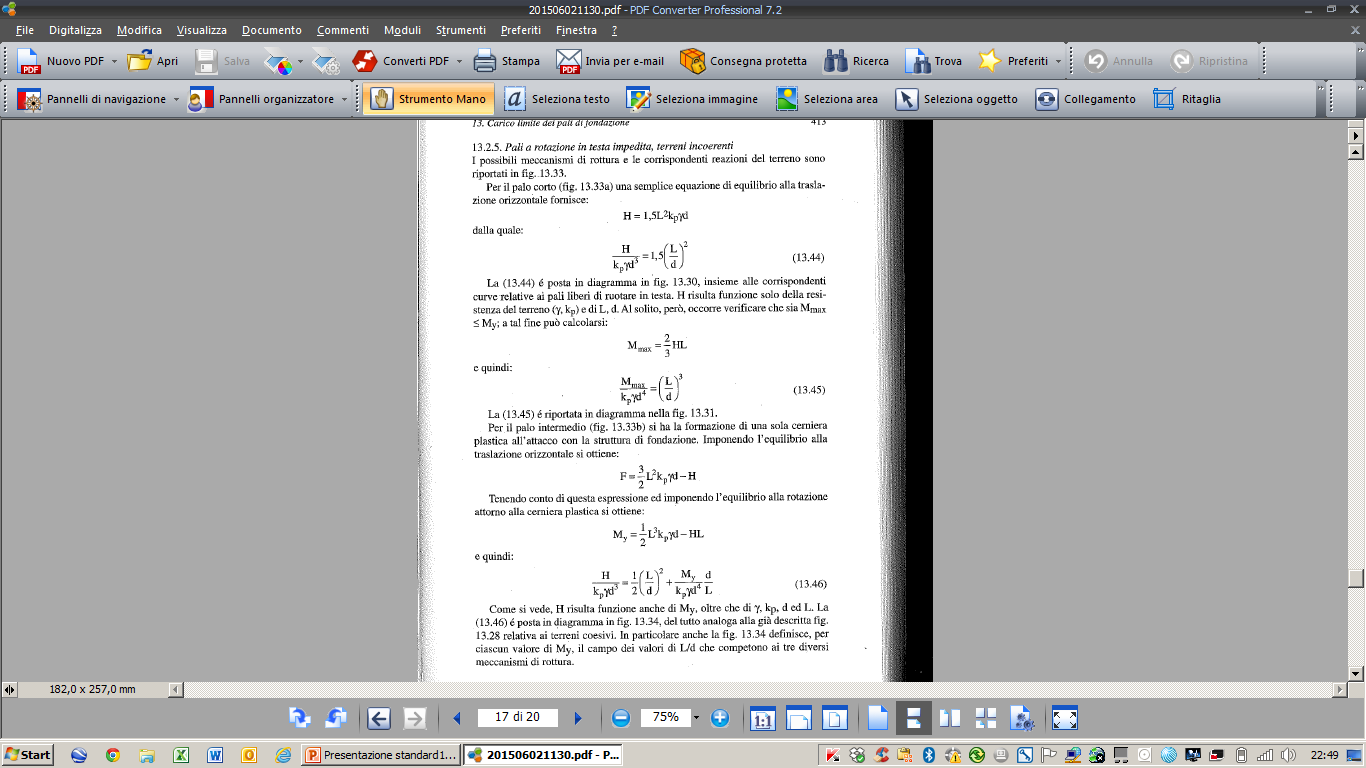 201506021130.pdf - PDF Converter Professional 7.2
File Digitalizza Modifica Visualizza Documento Commenti Moduli Strumenti Preferiti Finestra ?
Nuovo PDF Apri Salva Converti PDF Stampa Invia per e-mail Consegna protetta Ricerca Trova Preferiti Annulla Ripristina
Pannelli di navigazione Pannelli organizzatore Strumento Mano Seleziona testo Seleziona immagine Seleziona area Seleziona oggetto Collegamento Ritaglia
13. Carico limite dei pali di fondazione 413
13.2.5. Pali a rotazione in testa impedita, terreni incoerenti
I possibili meccanismi di rottura e le corrispondenti reazioni del terreno sono
riportati in fig. 13.33.
Per il palo corto (fig. 13.33a) una semplice equazione di equilibrio alla trasla-
zione orizzontale fornisce:
H = 1,5L²kpγd
dalla quale:
H/(kpγd³) = 1,5(L/d)² (13.44)
La (13.44) é posta in diagramma in fig. 13.30, insieme alle corrispondenti
curve relative ai pali liberi di ruotare in testa. H risulta funzione solo della resi-
stenza del terreno (γ, kp) e di L, d. Al solito, però, occorre verificare che sia Mmax
≤ My; a tal fine può calcolarsi:
Mmax = 2/3 HL
e quindi:
Mmax/(kpγd⁴) = (L/d)³ (13.45)
La (13.45) é riportata in diagramma nella fig. 13.31.
Per il palo intermedio (fig. 13.33b) si ha la formazione di una sola cerniera
plastica all'attacco con la struttura di fondazione. Imponendo l'equilibrio alla
traslazione orizzontale si ottiene:
F = 3/2 L²kpγd – H
Tenendo conto di questa espressione ed imponendo l'equilibrio alla rotazione
attorno alla cerniera plastica si ottiene:
My = 1/2 L³kpγd – HL
e quindi:
H/(kpγd³) = 1/2 (L/d)² + My/(kpγd⁴) d/L (13.46)
Come si vede, H risulta funzione anche di My, oltre che di γ, kp, d ed L. La
(13.46) é posta in diagramma in fig. 13.34, del tutto analoga alla già descritta fig.
13.28 relativa ai terreni coesivi. In particolare anche la fig. 13.34 definisce, per
ciascun valore di My, il campo dei valori di L/d che competono ai tre diversi
meccanismi di rottura.
182,0 x 257,0 mm
17 di 20 75% 1:1
Start Presentazione standard1... 201506021130.pdf - P... 22:49